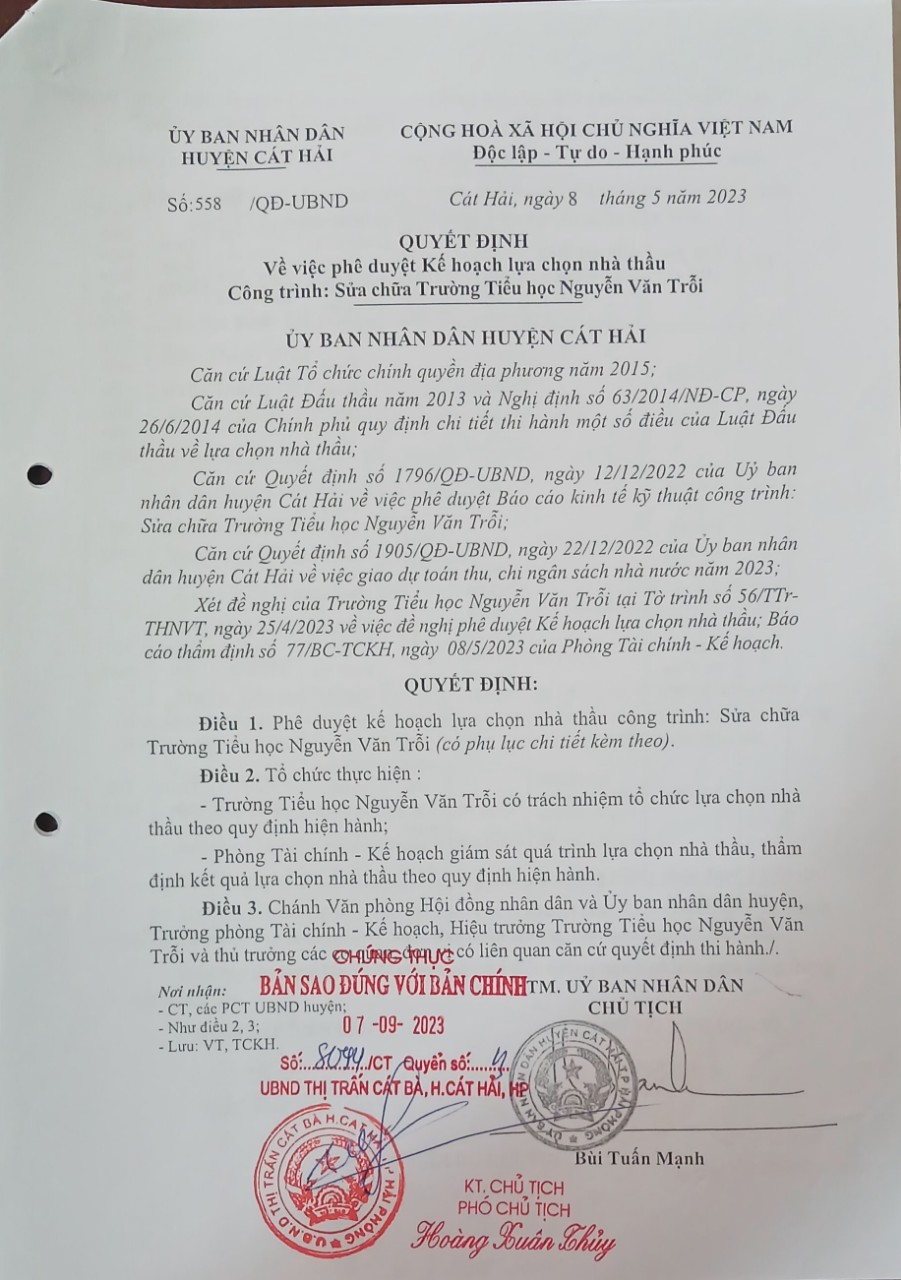 ỦY BAN NHÂN DÂN
HUYỆN CÁT HẢI
CỘNG HOÀ XÃ HỘI CHỦ NGHĨA VIỆT NAM
Độc lập - Tự do - Hạnh phúc
Số:558 /QĐ-UBND
Cát Hải, ngày 8 tháng 5 năm 2023
QUYẾT ĐỊNH
Về việc phê duyệt Kế hoạch lựa chọn nhà thầu
Công trình: Sửa chữa Trường Tiểu học Nguyễn Văn Trỗi
ỦY BAN NHÂN DÂN HUYỆN CÁT HẢI
Căn cứ Luật Tổ chức chính quyền địa phương năm 2015;
Căn cứ Luật Đấu thầu năm 2013 và Nghị định số 63/2014/NĐ-CP, ngày
26/6/2014 của Chính phủ quy định chi tiết thi hành một số điều của Luật Đấu
thầu về lựa chọn nhà thầu;
Căn cứ Quyết định số 1796/QĐ-UBND, ngày 12/12/2022 của Uỷ ban
nhân dân huyện Cát Hải về việc phê duyệt Báo cáo kinh tế kỹ thuật công trình:
Sửa chữa Trường Tiểu học Nguyễn Văn Trỗi;
Căn cứ Quyết định số 1905/QĐ-UBND, ngày 22/12/2022 của Ủy ban nhân
dân huyện Cát Hải về việc giao dự toán thu, chi ngân sách nhà nước năm 2023;
Xét đề nghị của Trường Tiểu học Nguyễn Văn Trỗi tại Tờ trình số 56/TTr-
THNVT, ngày 25/4/2023 về việc đề nghị phê duyệt Kế hoạch lựa chọn nhà thầu; Báo
cáo thẩm định số 77/BC-TCKH, ngày 08/5/2023 của Phòng Tài chính - Kế hoạch.
QUYẾT ĐỊNH:
Điều 1. Phê duyệt kế hoạch lựa chọn nhà thầu công trình: Sửa chữa
Trường Tiểu học Nguyễn Văn Trỗi (có phụ lục chi tiết kèm theo).
Điều 2. Tổ chức thực hiện :
- Trường Tiểu học Nguyễn Văn Trỗi có trách nhiệm tổ chức lựa chọn nhà
thầu theo quy định hiện hành;
- Phòng Tài chính - Kế hoạch giám sát quá trình lựa chọn nhà thầu, thẩm
định kết quả lựa chọn nhà thầu theo quy định hiện hành.
Điều 3. Chánh Văn phòng Hội đồng nhân dân và Ủy ban nhân dân huyện,
Trưởng phòng Tài chính - Kế hoạch, Hiệu trưởng Trường Tiểu học Nguyễn Văn
Trỗi và thủ trưởng các cơ quan, đơn vị có liên quan căn cứ quyết định thi hành./.
CHỨNG THỰC
BẢN SAO ĐÚNG VỚI BẢN CHÍNH
07-09-2023
Số:...../CT Quyển số:.....
UBND THỊ TRẤN CÁT BÀ, H.CÁT HẢI, HP
Nơi nhận:
- CT, các PCT UBND huyện;
- Như điều 2, 3;
- Lưu: VT, TCKH.
TM. UỶ BAN NHÂN DÂN
CHỦ TỊCH
Bùi Tuấn Mạnh
U.B.N.D THỊ TRẤN CÁT BÀ H.CÁT HẢI
KT. CHỦ TỊCH
PHÓ CHỦ TỊCH
Hoàng Xuân Thủy